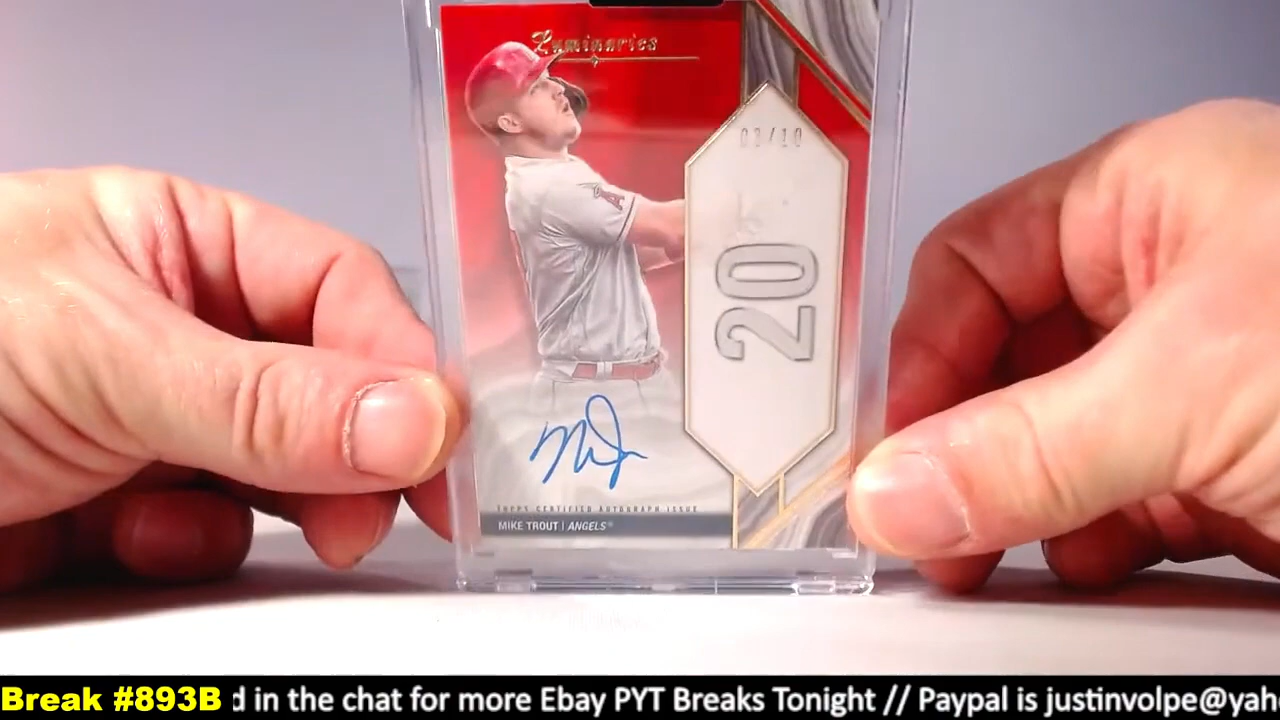 Luminaries
03/10
20
TOPPS CERTIFIED AUTOGRAPH ISSUE
MIKE TROUT | ANGELS®
Break #893B d in the chat for more Ebay PYT Breaks Tonight // Paypal is justinvolpe@yah